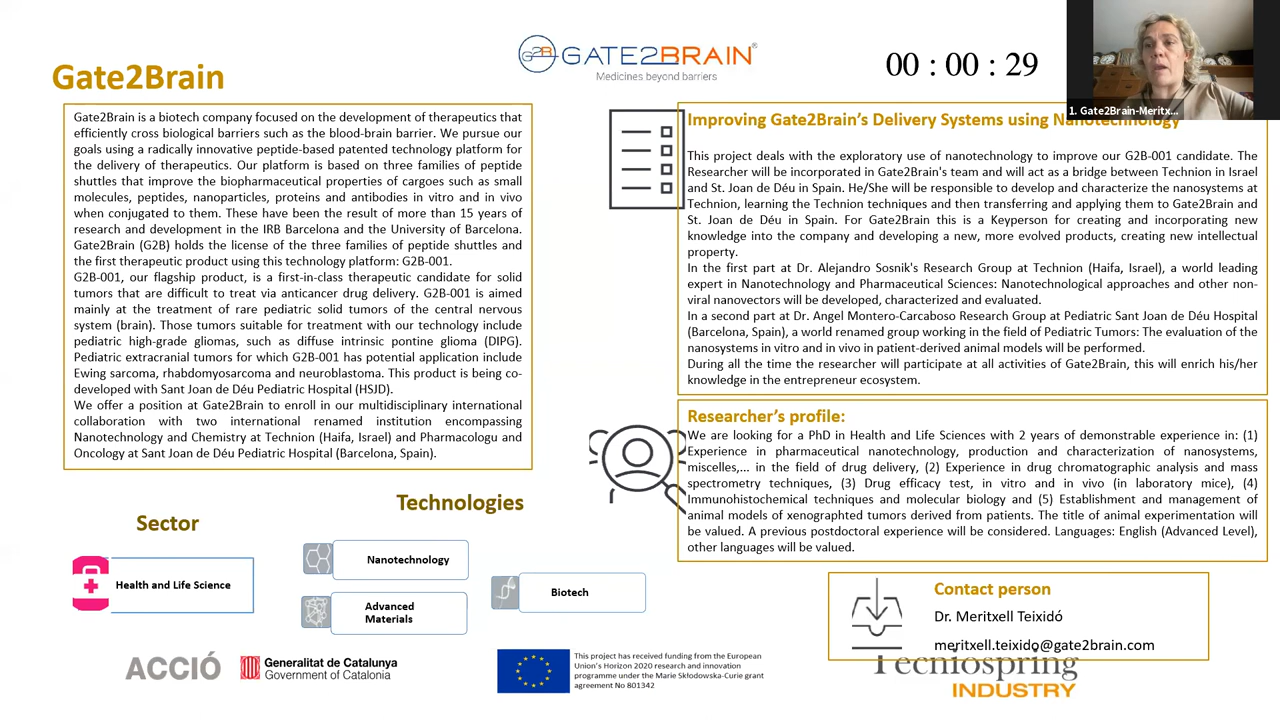 Gate2Brain
G2B GATE2BRAIN®
Medicines beyond barriers
00 : 00 : 29
1. Gate2Brain-Meritx...
Gate2Brain is a biotech company focused on the development of therapeutics that
efficiently cross biological barriers such as the blood-brain barrier. We pursue our
goals using a radically innovative peptide-based patented technology platform for
the delivery of therapeutics. Our platform is based on three families of peptide
shuttles that improve the biopharmaceutical properties of cargoes such as small
molecules, peptides, nanoparticles, proteins and antibodies in vitro and in vivo
when conjugated to them. These have been the result of more than 15 years of
research and development in the IRB Barcelona and the University of Barcelona.
Gate2Brain (G2B) holds the license of the three families of peptide shuttles and
the first therapeutic product using this technology platform: G2B-001.
G2B-001, our flagship product, is a first-in-class therapeutic candidate for solid
tumors that are difficult to treat via anticancer drug delivery. G2B-001 is aimed
mainly at the treatment of rare pediatric solid tumors of the central nervous
system (brain). Those tumors suitable for treatment with our technology include
pediatric high-grade gliomas, such as diffuse intrinsic pontine glioma (DIPG).
Pediatric extracranial tumors for which G2B-001 has potential application include
Ewing sarcoma, rhabdomyosarcoma and neuroblastoma. This product is being co-
developed with Sant Joan de Déu Pediatric Hospital (HSJD).
We offer a position at Gate2Brain to enroll in our multidisciplinary international
collaboration with two international renamed institution encompassing
Nanotechnology and Chemistry at Technion (Haifa, Israel) and Pharmacologu and
Oncology at Sant Joan de Déu Pediatric Hospital (Barcelona, Spain).
Improving Gate2Brain's Delivery Systems using Nanotechnology
This project deals with the exploratory use of nanotechnology to improve our G2B-001 candidate. The
Researcher will be incorporated in Gate2Brain's team and will act as a bridge between Technion in Israel
and St. Joan de Déu in Spain. He/She will be responsible to develop and characterize the nanosystems at
Technion, learning the Technion techniques and then transferring and applying them to Gate2Brain and
St. Joan de Déu in Spain. For Gate2Brain this is a Keyperson for creating and incorporating new
knowledge into the company and developing a new, more evolved products, creating new intellectual
property.
In the first part at Dr. Alejandro Sosnik's Research Group at Technion (Haifa, Israel), a world leading
expert in Nanotechnology and Pharmaceutical Sciences: Nanotechnological approaches and other non-
viral nanovectors will be developed, characterized and evaluated.
In a second part at Dr. Angel Montero-Carcaboso Research Group at Pediatric Sant Joan de Déu Hospital
(Barcelona, Spain), a world renamed group working in the field of Pediatric Tumors: The evaluation of the
nanosystems in vitro and in vivo in patient-derived animal models will be performed.
During all the time the researcher will participate at all activities of Gate2Brain, this will enrich his/her
knowledge in the entrepreneur ecosystem.
Researcher's profile:
We are looking for a PhD in Health and Life Sciences with 2 years of demonstrable experience in: (1)
Experience in pharmaceutical nanotechnology, production and characterization of nanosystems,
miscelles,... in the field of drug delivery, (2) Experience in drug chromatographic analysis and mass
spectrometry techniques, (3) Drug efficacy test, in vitro and in vivo (in laboratory mice), (4)
Immunohistochemical techniques and molecular biology and (5) Establishment and management of
animal models of xenographted tumors derived from patients. The title of animal experimentation will
be valued. A previous postdoctoral experience will be considered. Languages: English (Advanced Level),
other languages will be valued.
Sector
Health and Life Science
Technologies
Nanotechnology
Advanced
Materials
Biotech
Contact person
Dr. Meritxell Teixidó
meritxell.teixido@gate2brain.com
ACCIÓ
Generalitat de Catalunya
Government of Catalonia
This project has received funding from the European
Union's Horizon 2020 research and innovation
programme under the Marie Skłodowska-Curie grant
agreement No 801342
Tecniospring
INDUSTRY